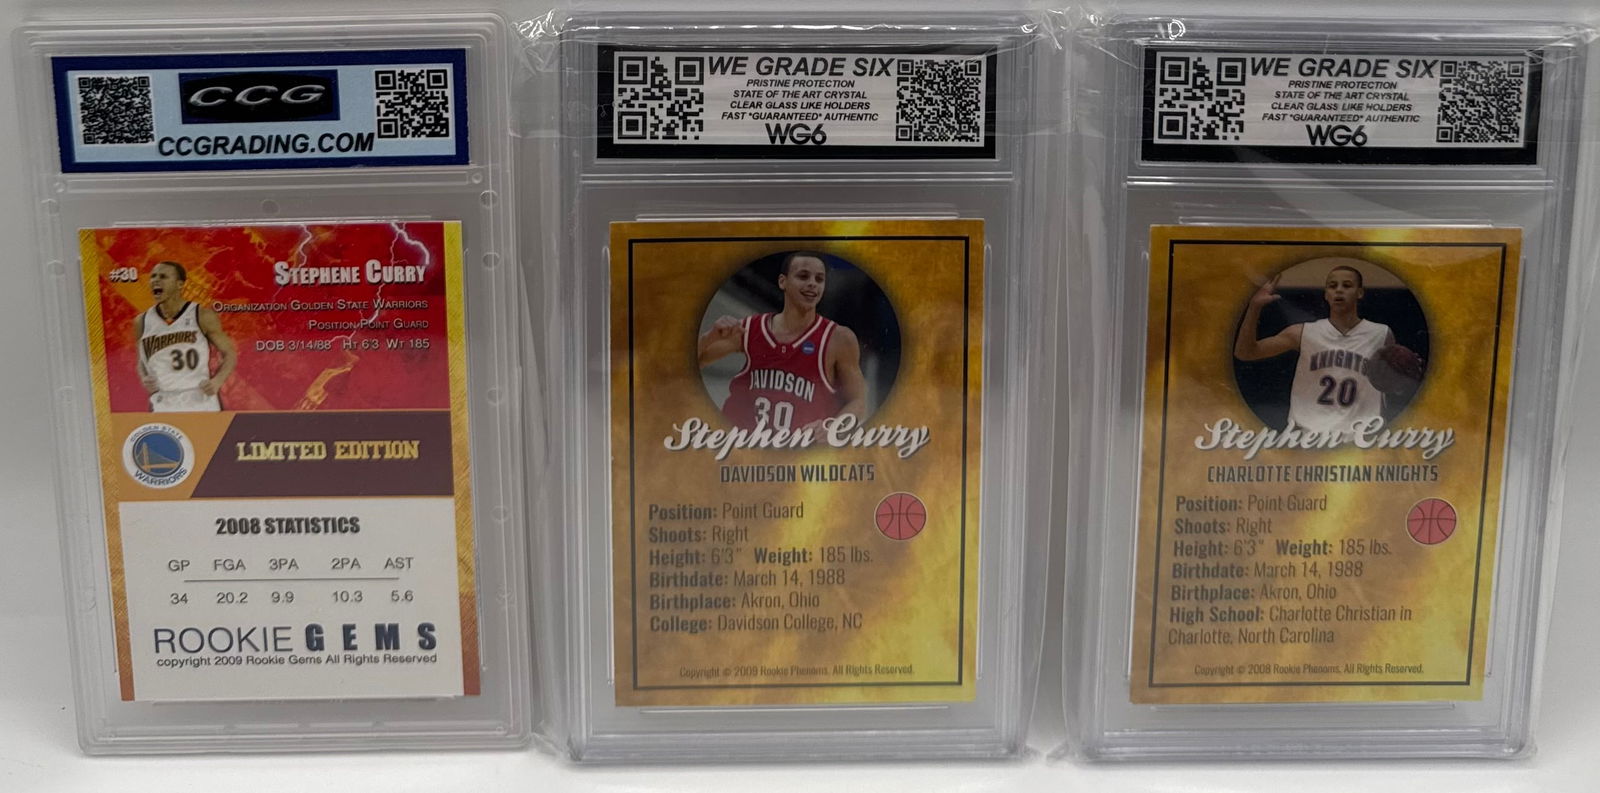 CCG
CCGRADING.COM
#30
STEPHENE CURRY
ORGANIZATION GOLDEN STATE WARRIORS
POSITION POINT GUARD
DOB 3/14/88 HT 6'3 WT 185
WARRIORS
30
GOLDEN STATE
WARRIORS
LIMITED EDITION
2008 STATISTICS
GP FGA 3PA 2PA AST
34 20.2 9.9 10.3 5.6
ROOKIE GEMS
copyright 2009 Rookie Gems All Rights Reserved
WE GRADE SIX
PRISTINE PROTECTION
STATE OF THE ART CRYSTAL
CLEAR GLASS LIKE HOLDERS
FAST *GUARANTEED* AUTHENTIC
WG6
DAVIDSON
30
Stephen Curry
DAVIDSON WILDCATS
Position: Point Guard
Shoots: Right
Height: 6'3" Weight: 185 lbs.
Birthdate: March 14, 1988
Birthplace: Akron, Ohio
College: Davidson College, NC
Copyright © 2009 Rookie Phenoms. All Rights Reserved.
WE GRADE SIX
PRISTINE PROTECTION
STATE OF THE ART CRYSTAL
CLEAR GLASS LIKE HOLDERS
FAST *GUARANTEED* AUTHENTIC
WG6
KNIGHTS
20
Stephen Curry
CHARLOTTE CHRISTIAN KNIGHTS
Position: Point Guard
Shoots: Right
Height: 6'3" Weight: 185 lbs.
Birthdate: March 14, 1988
Birthplace: Akron, Ohio
High School: Charlotte Christian in
Charlotte, North Carolina
Copyright © 2008 Rookie Phenoms. All Rights Reserved.